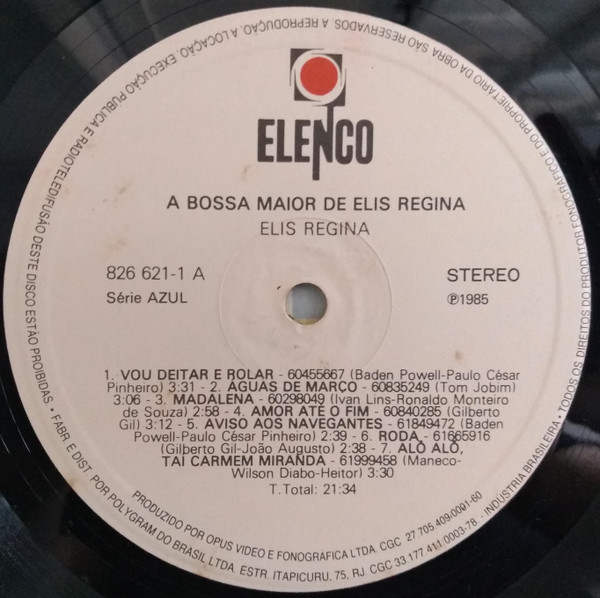 ELENCO
A BOSSA MAIOR DE ELIS REGINA
ELIS REGINA
826 621-1 A
STEREO
Série AZUL
℗1985
1. VOU DEITAR E ROLAR - 60455667 (Baden Powell-Paulo César
Pinheiro) 3:31 - 2. ÁGUAS DE MARÇO - 60835249 (Tom Jobim)
3:06 - 3. MADALENA - 60298049 (Ivan Lins-Ronaldo Monteiro
de Souza) 2:58 - 4. AMOR ATÉ O FIM - 60840285 (Gilberto
Gil) 3:12 - 5. AVISO AOS NAVEGANTES - 61849472 (Baden
Powell-Paulo César Pinheiro) 2:39 - 6. RODA - 61665916
(Gilberto Gil-João Augusto) 2:38 - 7. ALÔ ALÔ,
TAÍ CARMEM MIRANDA - 61999458 (Maneco-
Wilson Diabo-Heitor) 3:30
T.Total: 21:34
PRODUZIDO POR OPUS VIDEO E FONOGRÁFICA LTDA. CGC 27 705 409:0001-60
• FABR. E DIST. POR POLYGRAM DO BRASIL LTDA. ESTR. ITAPICURU, 75, RJ CGC 33 177 411:0003-78 - INDÚSTRIA BRASILEIRA • TODOS OS DIREITOS DO PRODUTOR FONOGRÁFICO E DO PROPRIETÁRIO DA OBRA SÃO RESERVADOS. A REPRODUÇÃO, A LOCAÇÃO, EXECUÇÃO PÚBLICA E RADIOTELEDIFUSÃO DESTE DISCO ESTÃO PROIBIDAS